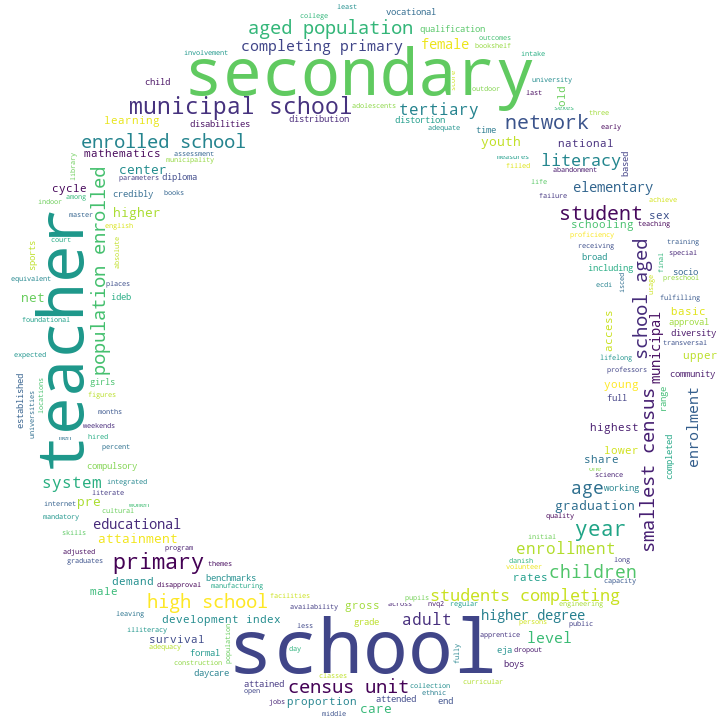 least
college
vocational
aged population
qualification
completing primary
female
outcomes
bookshelf
involvement
intake
secondary
university
child
outdoor
last
old
municipal school
adolescents
tertiary
three
learning
disabilities
distribution
distortion
network
early
enrolled school
adequate
time
youth
national
mathematics
assessment
municipality
measures
literacy
based
library
center
abandonment
cycle
parameters
diploma
filled
life
elementary
indoor
among
credibly
books
failure
achieve
population enrolled
master
higher
student
sex
english
schooling
teaching
court
proficiency
teacher
absolute
receiving
school aged
training
sports
broad
final
special
equivalent
places
including
socio
usage
preschool
net
ideb
ecdi
isced
fulfilling
foundational
access
municipal
basic
approval
diversity
transversal
expected
lifelong
upper
girls
professors
community
locations
figures
young
full
range
established
universities
months
weekends
highest
enrolment
men
hired
percent
smallest census
lower
completed
compulsory
share
one
science
system
literate
integrated
age
working
internet
pre
women
cultural
graduation
quality
mandatory
educational
initial
year
skills
attainment
adjusted
program
danish
enrollment
long
graduates
primary
themes
disapproval
volunteer
children
capacity
demand
benchmarks
rates
male
manufacturing
engineering
high school
facilities
students completing
pupils
persons
leaving
development index
availability
gross
across
nvq2
regular
higher degree
public
illiteracy
less
grade
adult
apprentice
level
survival
school
adequacy
formal
population
day
fully
eja
dropout
construction
boys
daycare
classes
curricular
attained
census unit
collection
ethnic
open
jobs
proportion
attended
end
care
middle